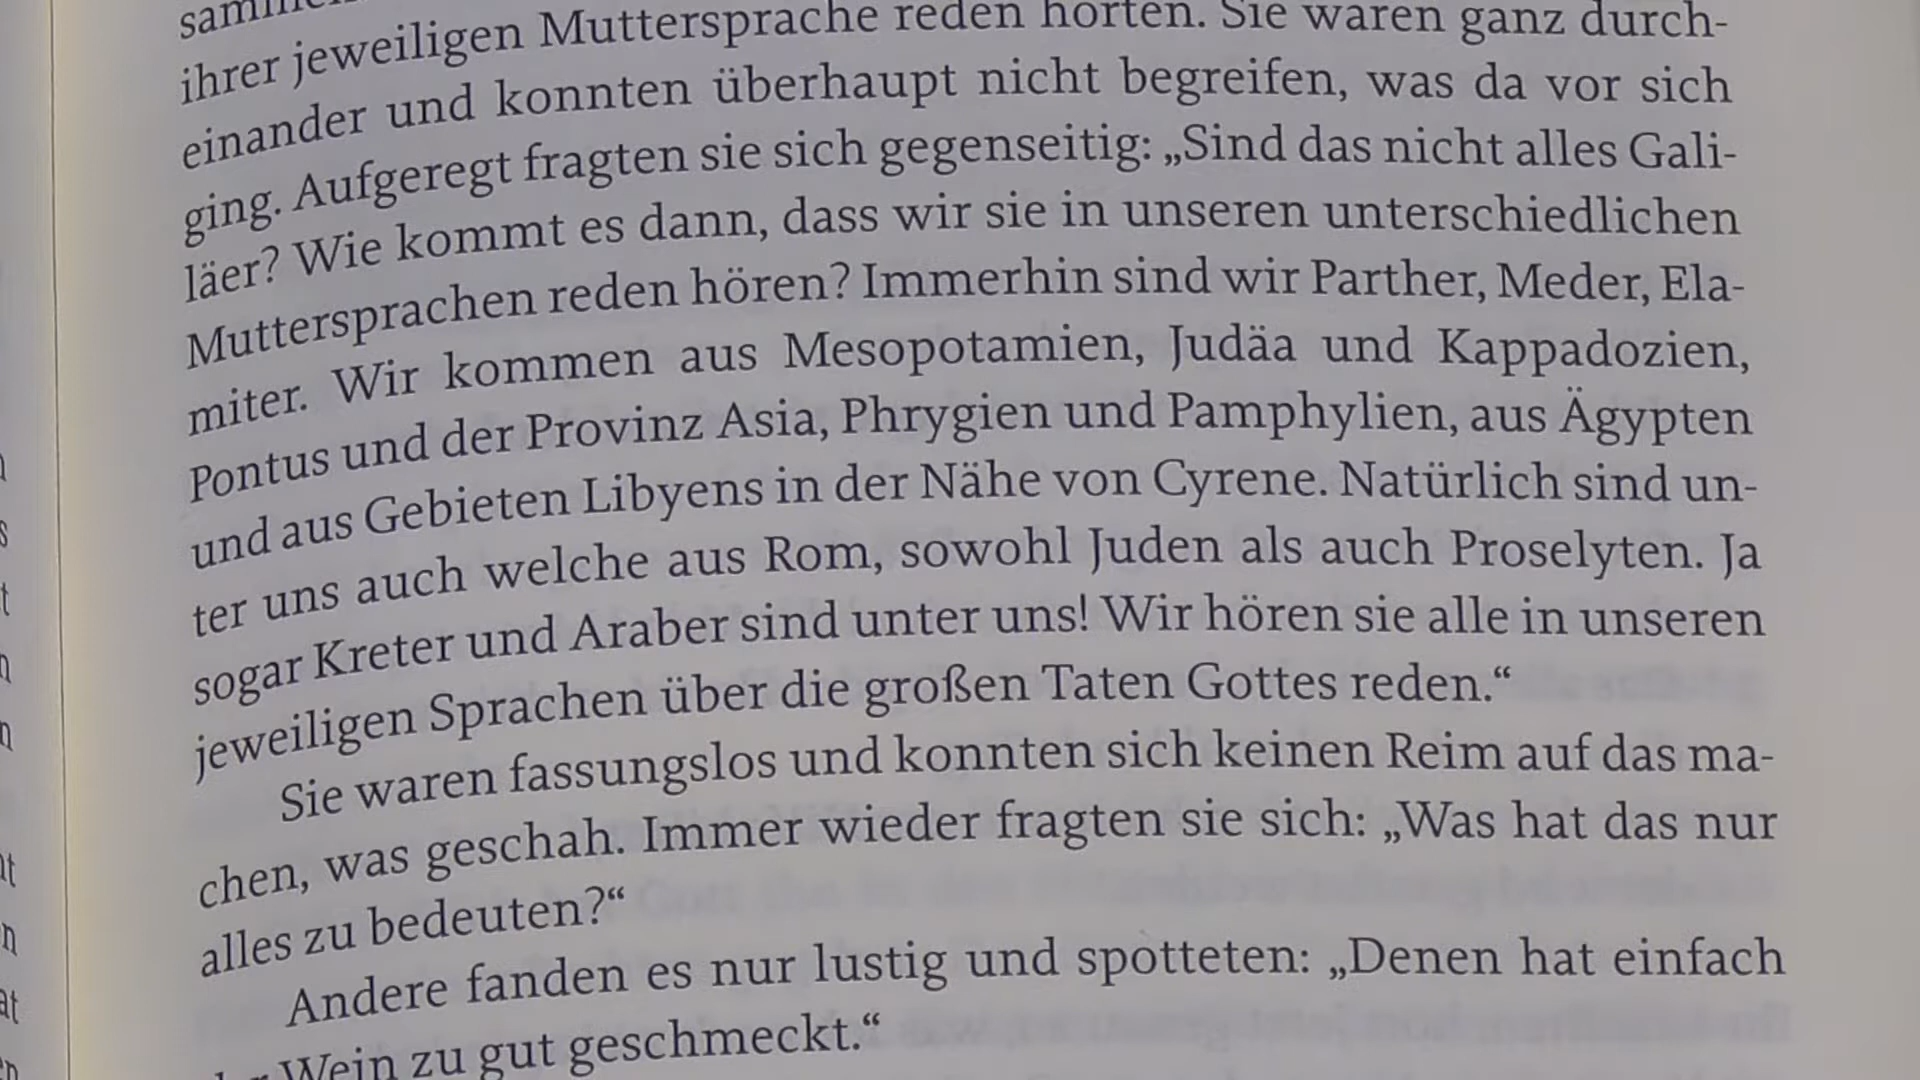 ihrer jeweiligen Muttersprache reden hörten. Sie waren ganz durch-
einander und konnten überhaupt nicht begreifen, was da vor sich
ging. Aufgeregt fragten sie sich gegenseitig: „Sind das nicht alles Gali-
läer? Wie kommt es dann, dass wir sie in unseren unterschiedlichen
Muttersprachen reden hören? Immerhin sind wir Parther, Meder, Ela-
miter. Wir kommen aus Mesopotamien, Judäa und Kappadozien,
Pontus und der Provinz Asia, Phrygien und Pamphylien, aus Ägypten
und aus Gebieten Libyens in der Nähe von Cyrene. Natürlich sind un-
ter uns auch welche aus Rom, sowohl Juden als auch Proselyten. Ja
sogar Kreter und Araber sind unter uns! Wir hören sie alle in unseren
jeweiligen Sprachen über die großen Taten Gottes reden.“
Sie waren fassungslos und konnten sich keinen Reim auf das ma-
chen, was geschah. Immer wieder fragten sie sich: „Was hat das nur
alles zu bedeuten?“
Andere fanden es nur lustig und spotteten: „Denen hat einfach
Wein zu gut geschmeckt.“